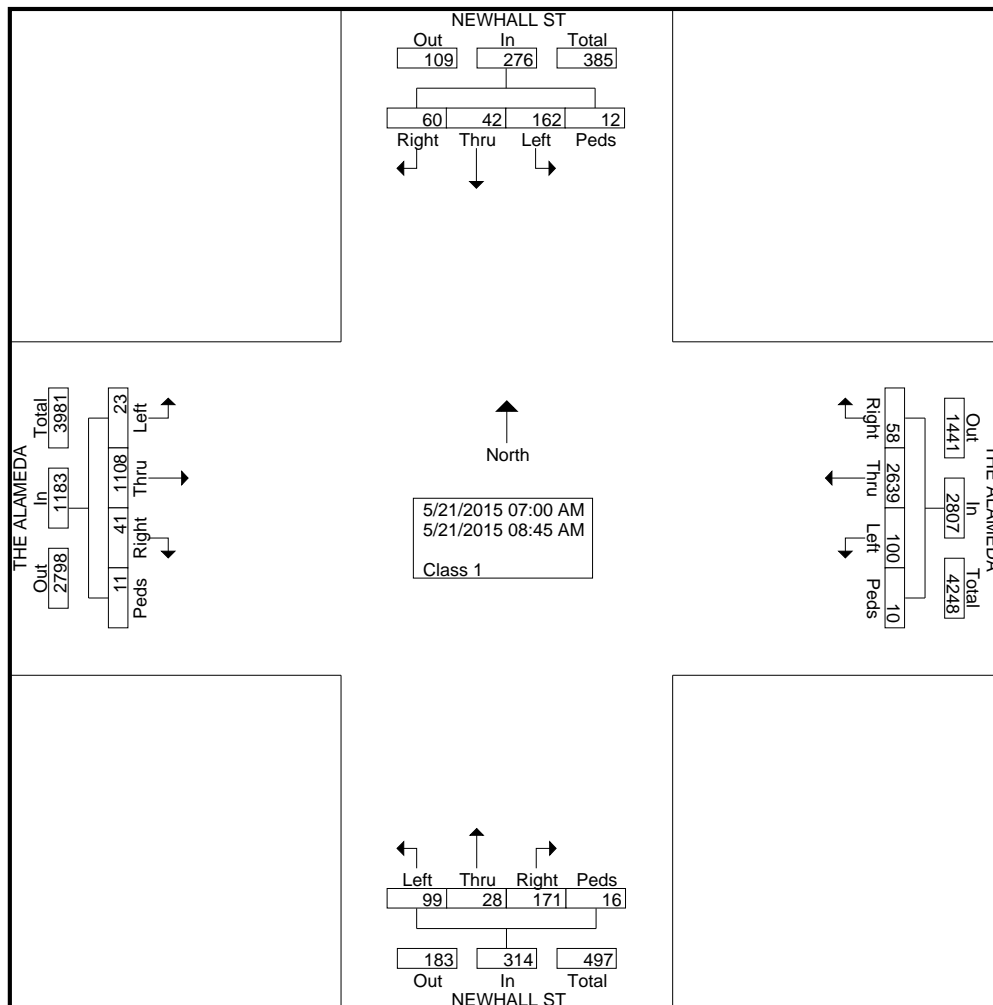 NEWHALL ST
Out In Total
109 276 385
60 42 162 12
Right Thru Left Peds
THE ALAMEDA
Total In Out
3981 1183 2798
23 1108 41 11
Left Thru Right Peds
North
5/21/2015 07:00 AM
5/21/2015 08:45 AM
Class 1
Right Thru Left Peds
58 2639 100 10
1441 2807 4248
Out In Total
THE ALAMEDA
Left Thru Right Peds
99 28 171 16
183 314 497
Out In Total
NEWHALL ST